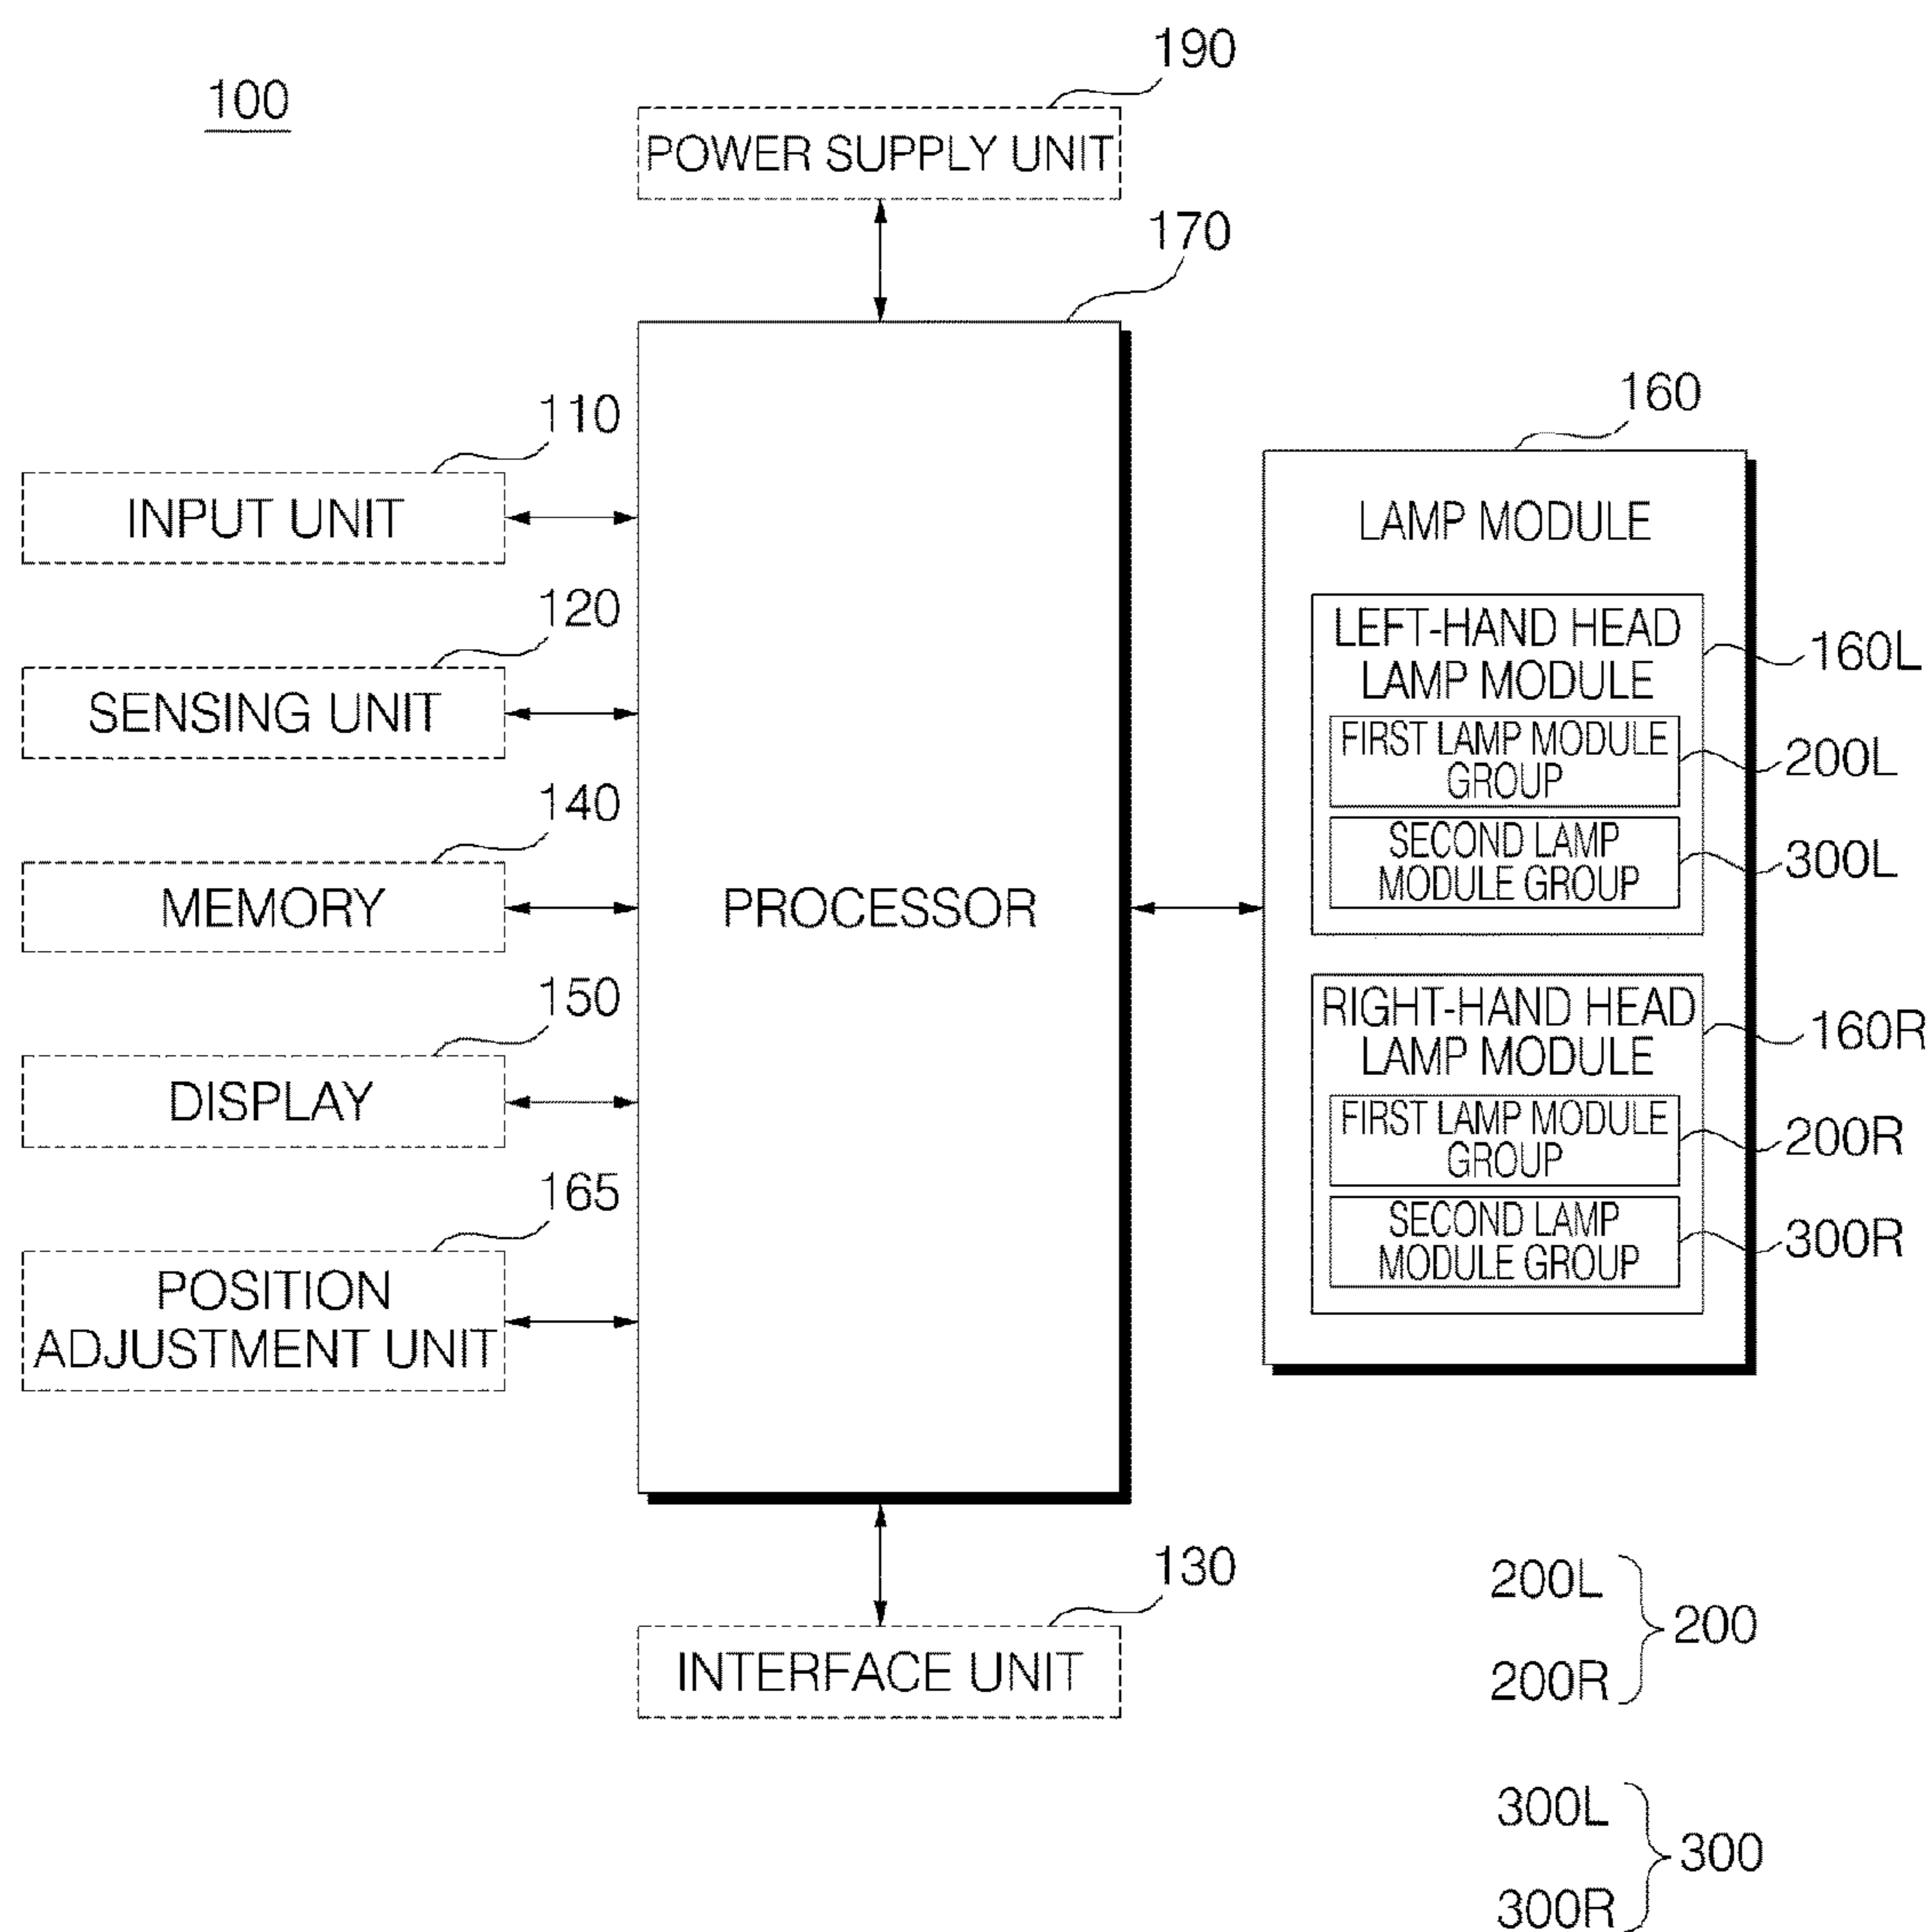 100
190
POWER SUPPLY UNIT
170
110
INPUT UNIT
120
SENSING UNIT
140
MEMORY
150
DISPLAY
165
POSITION
ADJUSTMENT UNIT
PROCESSOR
160
LAMP MODULE
LEFT-HAND HEAD
LAMP MODULE
160L
FIRST LAMP MODULE
GROUP
200L
SECOND LAMP
MODULE GROUP
300L
RIGHT-HAND HEAD
LAMP MODULE
160R
FIRST LAMP MODULE
GROUP
200R
SECOND LAMP
MODULE GROUP
300R
130
INTERFACE UNIT
200L
200R
200
300L
300R
300